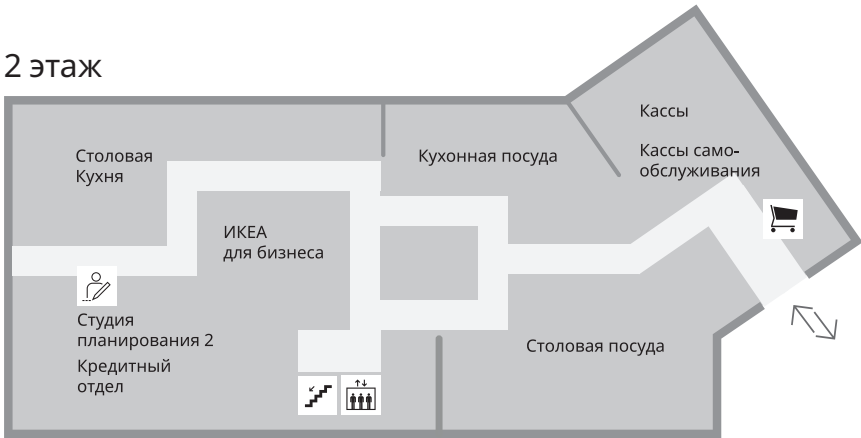 2 этаж
Столовая
Кухня
ИКЕА
для бизнеса
Студия
планирования 2
Кредитный
отдел
Кухонная посуда
Столовая посуда
Кассы
Кассы само-
обслуживания